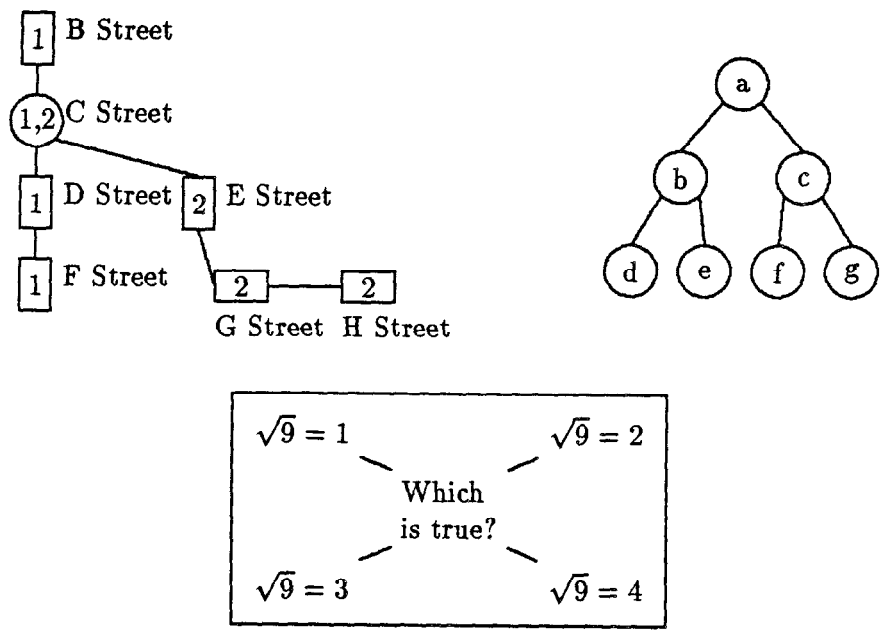 1 B Street
1,2 C Street
1 D Street 2 E Street
1 F Street 2 2
G Street H Street
a
b c
d e f g
√9 = 1 √9 = 2
Which
is true?
√9 = 3 √9 = 4